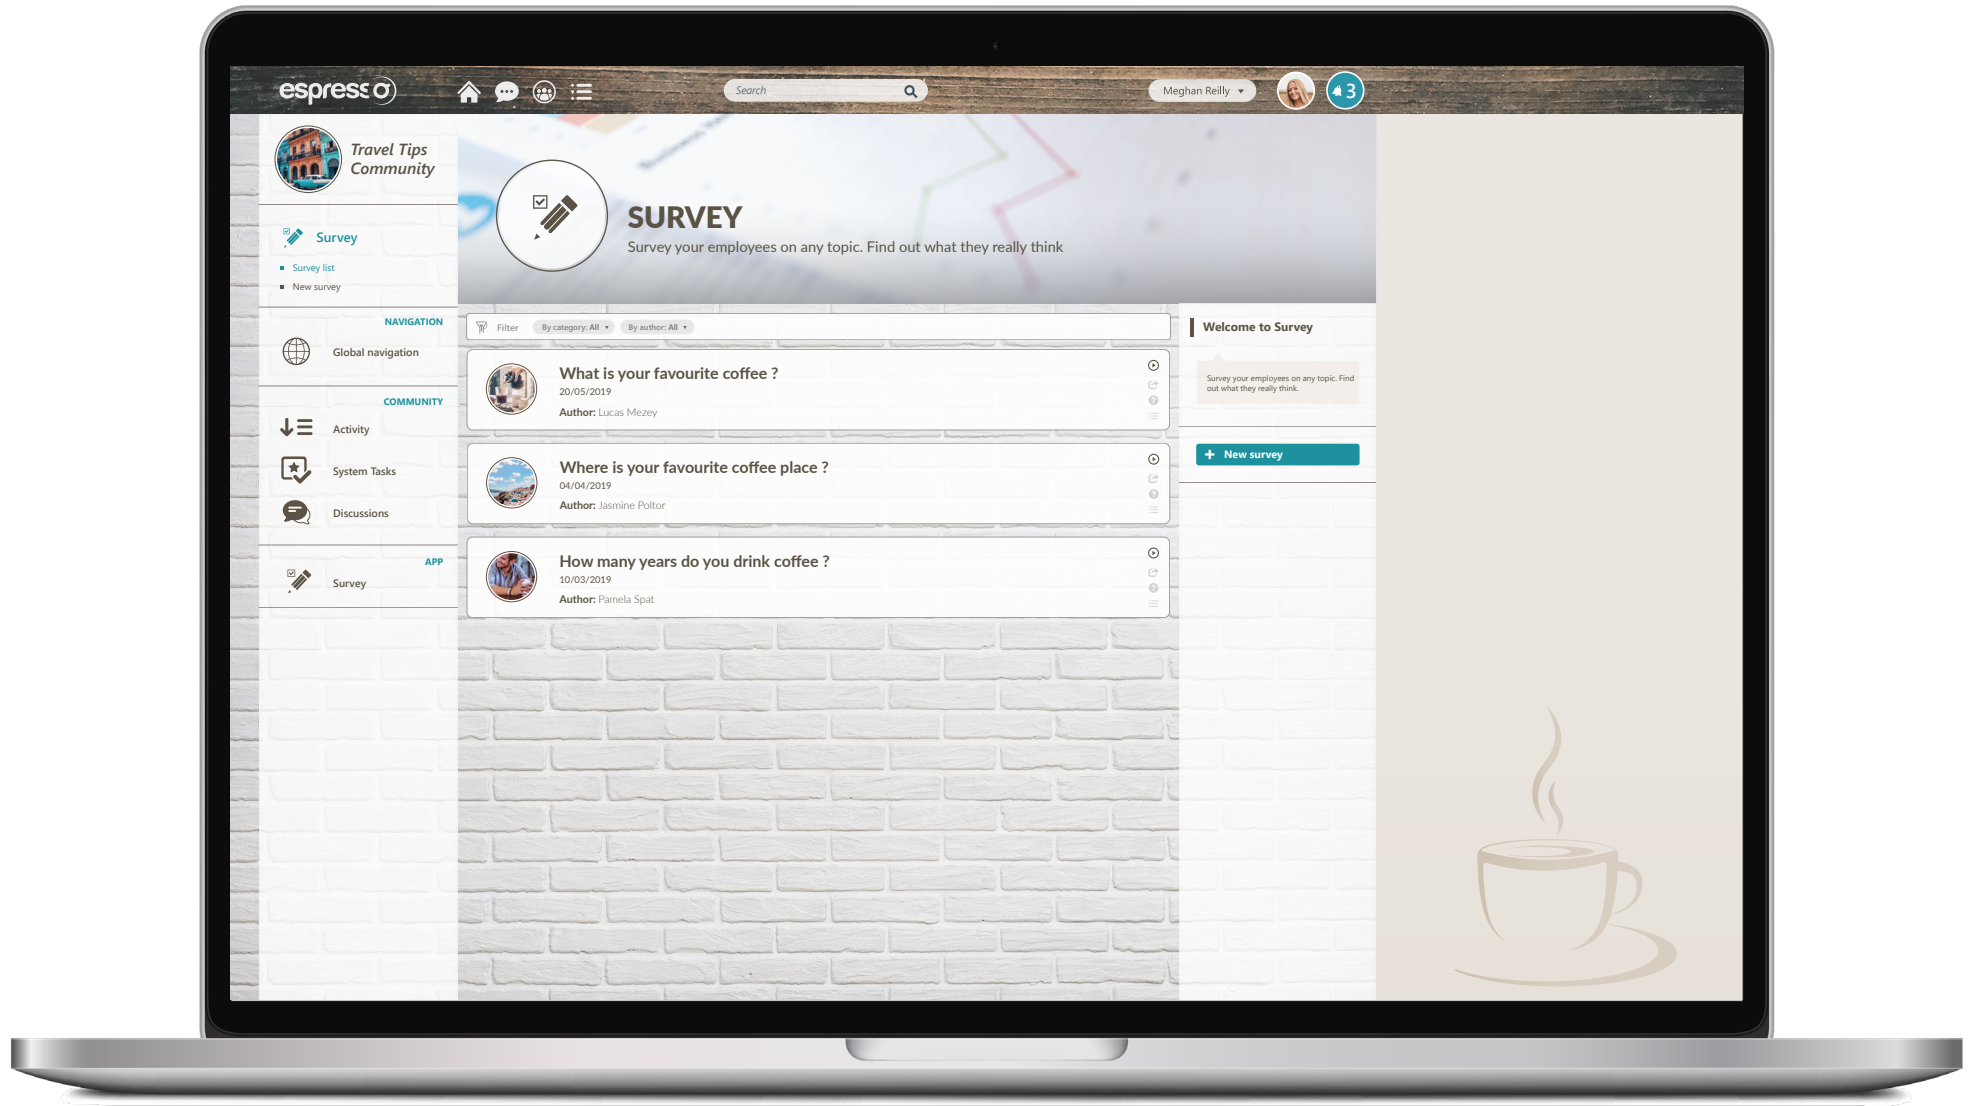 espresso
Search
Meghan Reilly
3
Travel Tips
Community
Survey
Survey list
New survey
NAVIGATION
Global navigation
COMMUNITY
Activity
System Tasks
Discussions
APP
Survey
SURVEY
Survey your employees on any topic. Find out what they really think
Filter
By category: All
By author: All
What is your favourite coffee ?
20/05/2019
Author: Lucas Mezey
Where is your favourite coffee place ?
04/04/2019
Author: Jasmine Poltor
How many years do you drink coffee ?
10/03/2019
Author: Pamela Spat
Welcome to Survey
Survey your employees on any topic. Find
out what they really think.
+ New survey